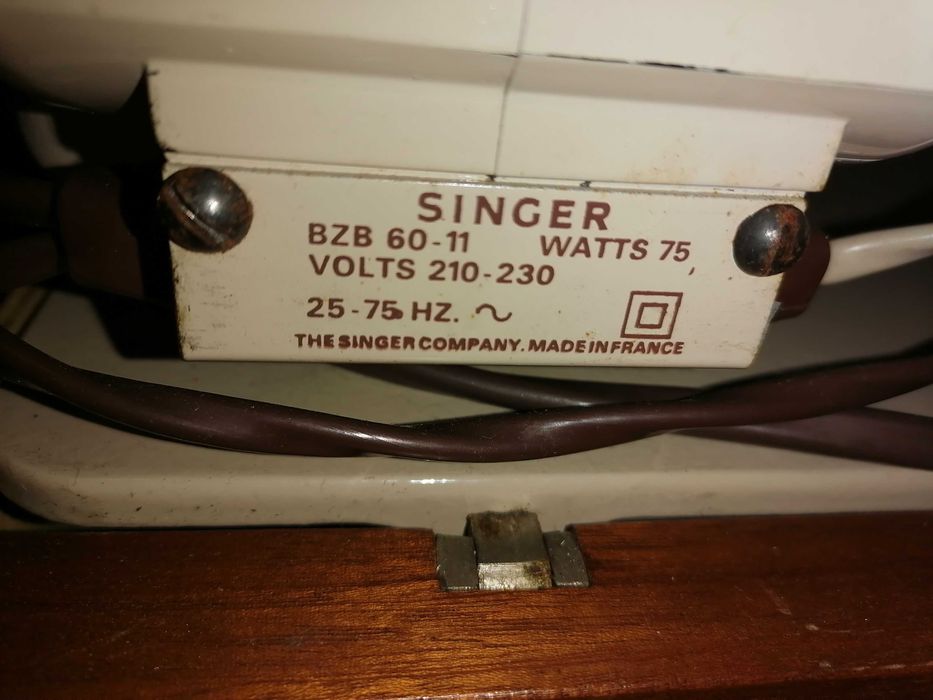 SINGER
BZB 60-11 WATTS 75
VOLTS 210-230
25-75 HZ. ~
THE SINGER COMPANY. MADE IN FRANCE